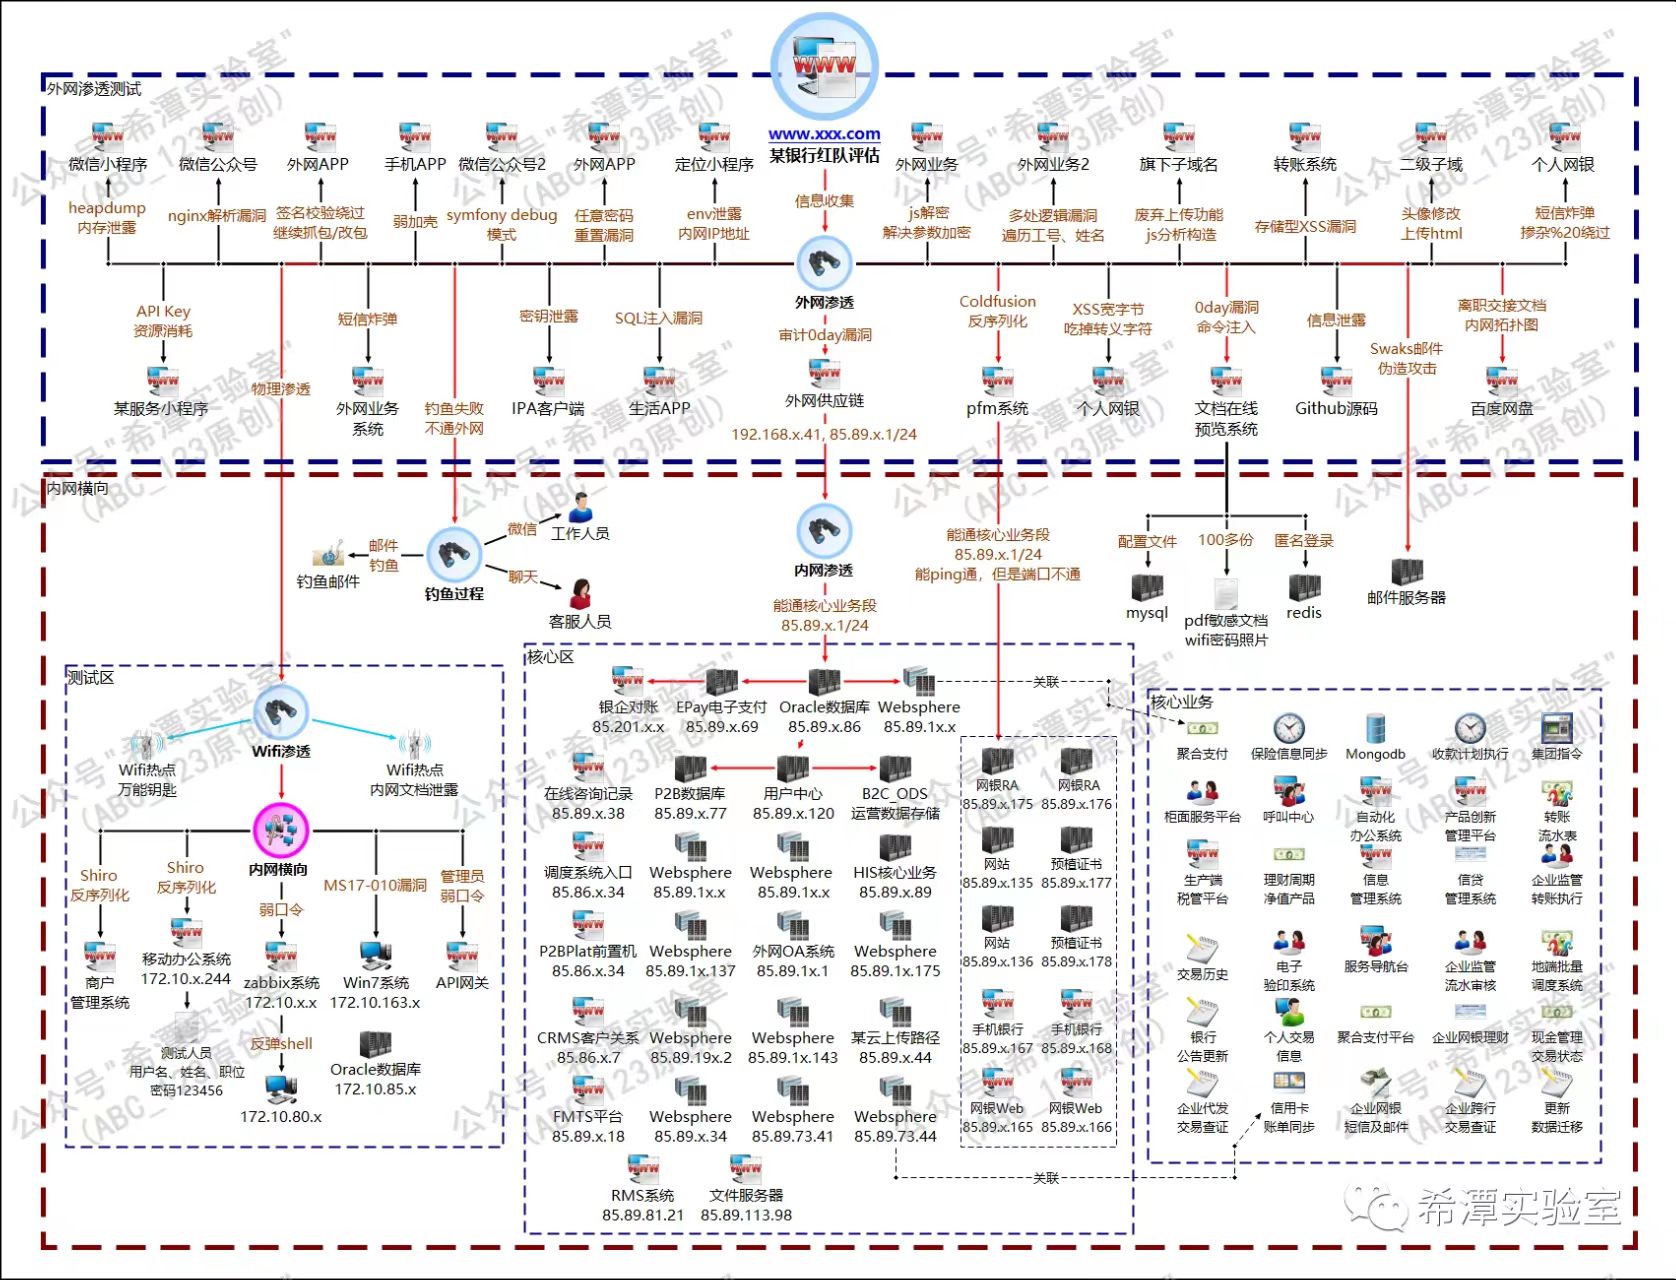 外网渗透测试
www.xxx.com
某银行红队评估
微信小程序
微信公众号
外网APP
手机APP
微信公众号2
外网APP
定位小程序
外网业务
外网业务2
旗下子域名
转账系统
二级子域
个人网银
heapdump
内存泄露
nginx解析漏洞
签名校验绕过
继续抓包/改包
弱加壳
symfony debug
模式
任意密码
重置漏洞
env泄露
内网IP地址
信息收集
js解密
解决参数加密
多处逻辑漏洞
遍历工号、姓名
废弃上传功能
js分析构造
存储型XSS漏洞
头像修改
上传html
短信炸弹
掺杂%20绕过
外网渗透
API Key
资源消耗
某服务小程序
物理渗透
短信炸弹
外网业务
系统
钓鱼失败
不通外网
密钥泄露
IPA客户端
SQL注入漏洞
生活APP
审计0day漏洞
外网供应链
192.168.x.41, 85.89.x.1/24
Coldfusion
反序列化
pfm系统
XSS宽字节
吃掉转义字符
个人网银
0day漏洞
命令注入
文档在线
预览系统
信息泄露
Github源码
Swaks邮件
伪造攻击
离职交接文档
内网拓扑图
百度网盘
内网横向
钓鱼邮件
邮件
钓鱼
钓鱼过程
微信
工作人员
聊天
客服人员
内网渗透
能通核心业务段
85.89.x.1/24
能通核心业务段
85.89.x.1/24
能ping通，但是端口不通
配置文件
mysql
100多份
pdf敏感文档
wifi密码照片
匿名登录
redis
邮件服务器
测试区
Wifi渗透
Wifi热点
万能钥匙
Wifi热点
内网文档泄露
内网横向
Shiro
反序列化
Shiro
反序列化
弱口令
MS17-010漏洞
管理员
弱口令
商户
管理系统
移动办公系统
172.10.x.244
zabbix系统
172.10.x.x
Win7系统
172.10.163.x
API网关
测试人员
用户名、姓名、职位
密码123456
反弹shell
172.10.80.x
Oracle数据库
172.10.85.x
核心区
银企对账
85.201.x.x
EPay电子支付
85.89.x.69
Oracle数据库
85.89.x.86
Websphere
85.89.1x.x
关联
在线咨询记录
85.89.x.38
P2B数据库
85.89.x.77
用户中心
85.89.x.120
B2C_ODS
运营数据存储
调度系统入口
85.86.x.34
Websphere
85.89.1x.x
Websphere
85.89.1x.x
HIS核心业务
85.89.x.89
P2BPlat前置机
85.86.x.34
Websphere
85.89.1x.137
外网OA系统
85.89.1x.1
Websphere
85.89.1x.175
CRMS客户关系
85.86.x.7
Websphere
85.89.19x.2
Websphere
85.89.1x.143
某云上传路径
85.89.x.44
FMTS平台
85.89.x.18
Websphere
85.89.x.34
Websphere
85.89.73.41
Websphere
85.89.73.44
RMS系统
85.89.81.21
文件服务器
85.89.113.98
网银RA
85.89.x.175
网银RA
85.89.x.176
网站
85.89.x.135
预植证书
85.89.x.177
网站
85.89.x.136
预植证书
85.89.x.178
手机银行
85.89.x.167
手机银行
85.89.x.168
网银Web
85.89.x.165
网银Web
85.89.x.166
关联
核心业务
聚合支付
保险信息同步
Mongodb
收款计划执行
集团指令
柜面服务平台
呼叫中心
自动化
办公系统
产品创新
管理平台
转账
流水表
生产端
税管平台
理财周期
净值产品
信息
管理系统
信贷
管理系统
企业监管
转账执行
交易历史
电子
验印系统
服务导航台
企业监管
流水审核
地端批量
调度系统
银行
公告更新
个人交易
信息
聚合支付平台
企业网银理财
现金管理
交易状态
企业代发
交易查证
信用卡
账单同步
企业网银
短信及邮件
企业跨行
交易查证
更新
数据迁移
希潭实验室
公众号"希潭实验室"
(ABC_123原创)